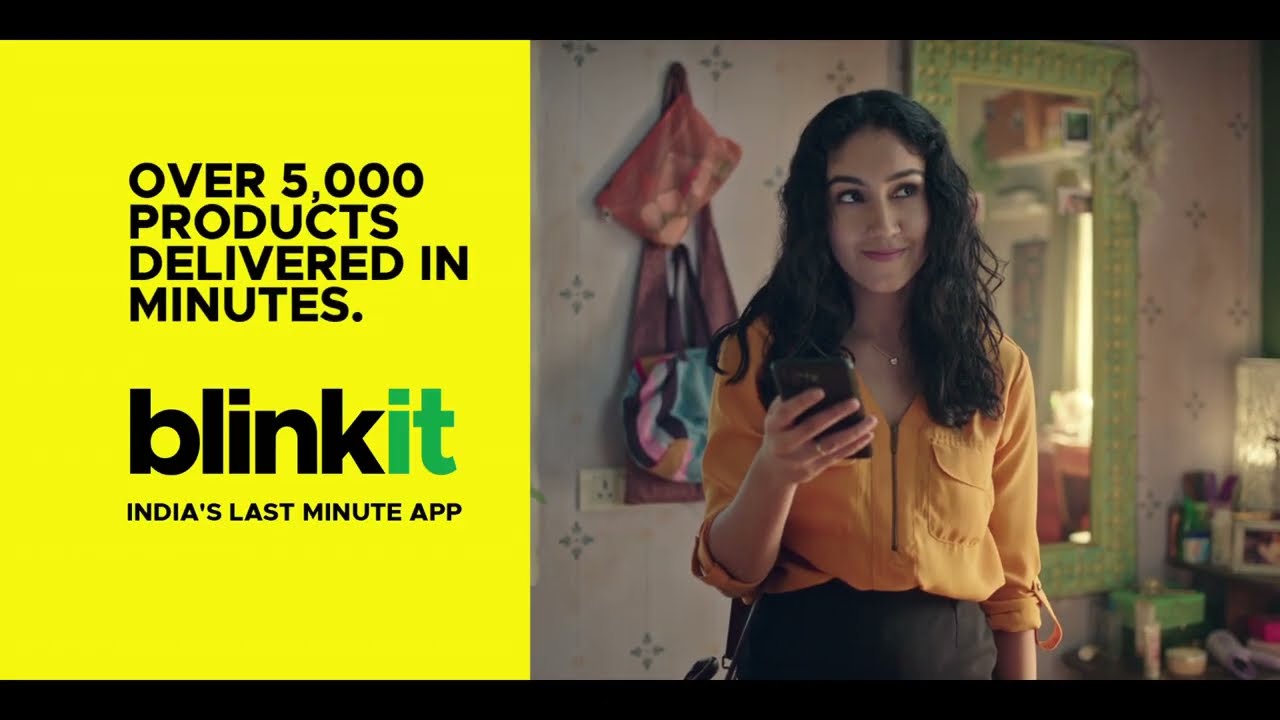 OVER 5,000
PRODUCTS
DELIVERED IN
MINUTES.
blinkit
INDIA'S LAST MINUTE APP